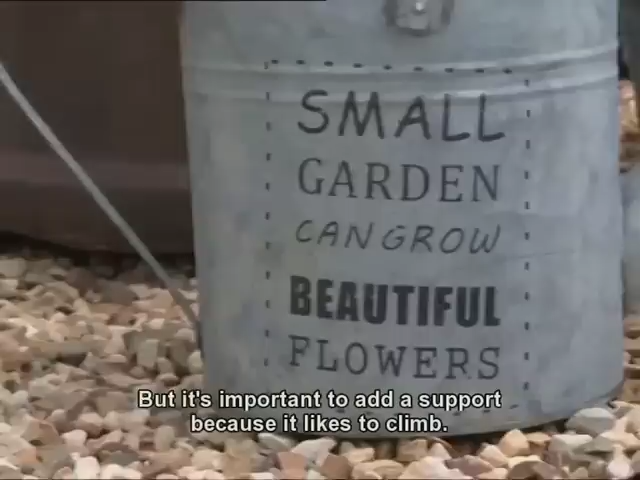 SMALL
GARDEN
CAN GROW
BEAUTIFUL
FLOWERS
But it's important to add a support
because it likes to climb.